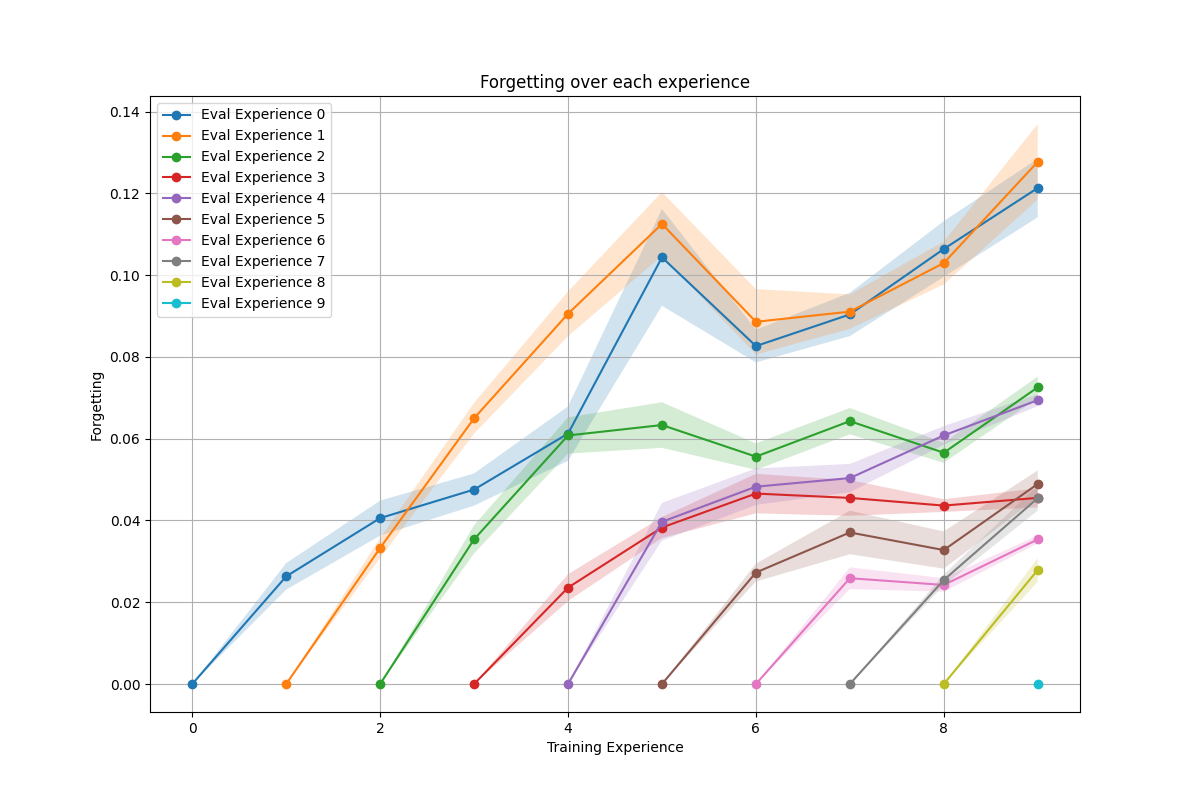 Forgetting over each experience
0.14
0.12
0.10
0.08
0.06
0.04
0.02
0.00
Forgetting
Eval Experience 0
Eval Experience 1
Eval Experience 2
Eval Experience 3
Eval Experience 4
Eval Experience 5
Eval Experience 6
Eval Experience 7
Eval Experience 8
Eval Experience 9
0 2 4 6 8
Training Experience